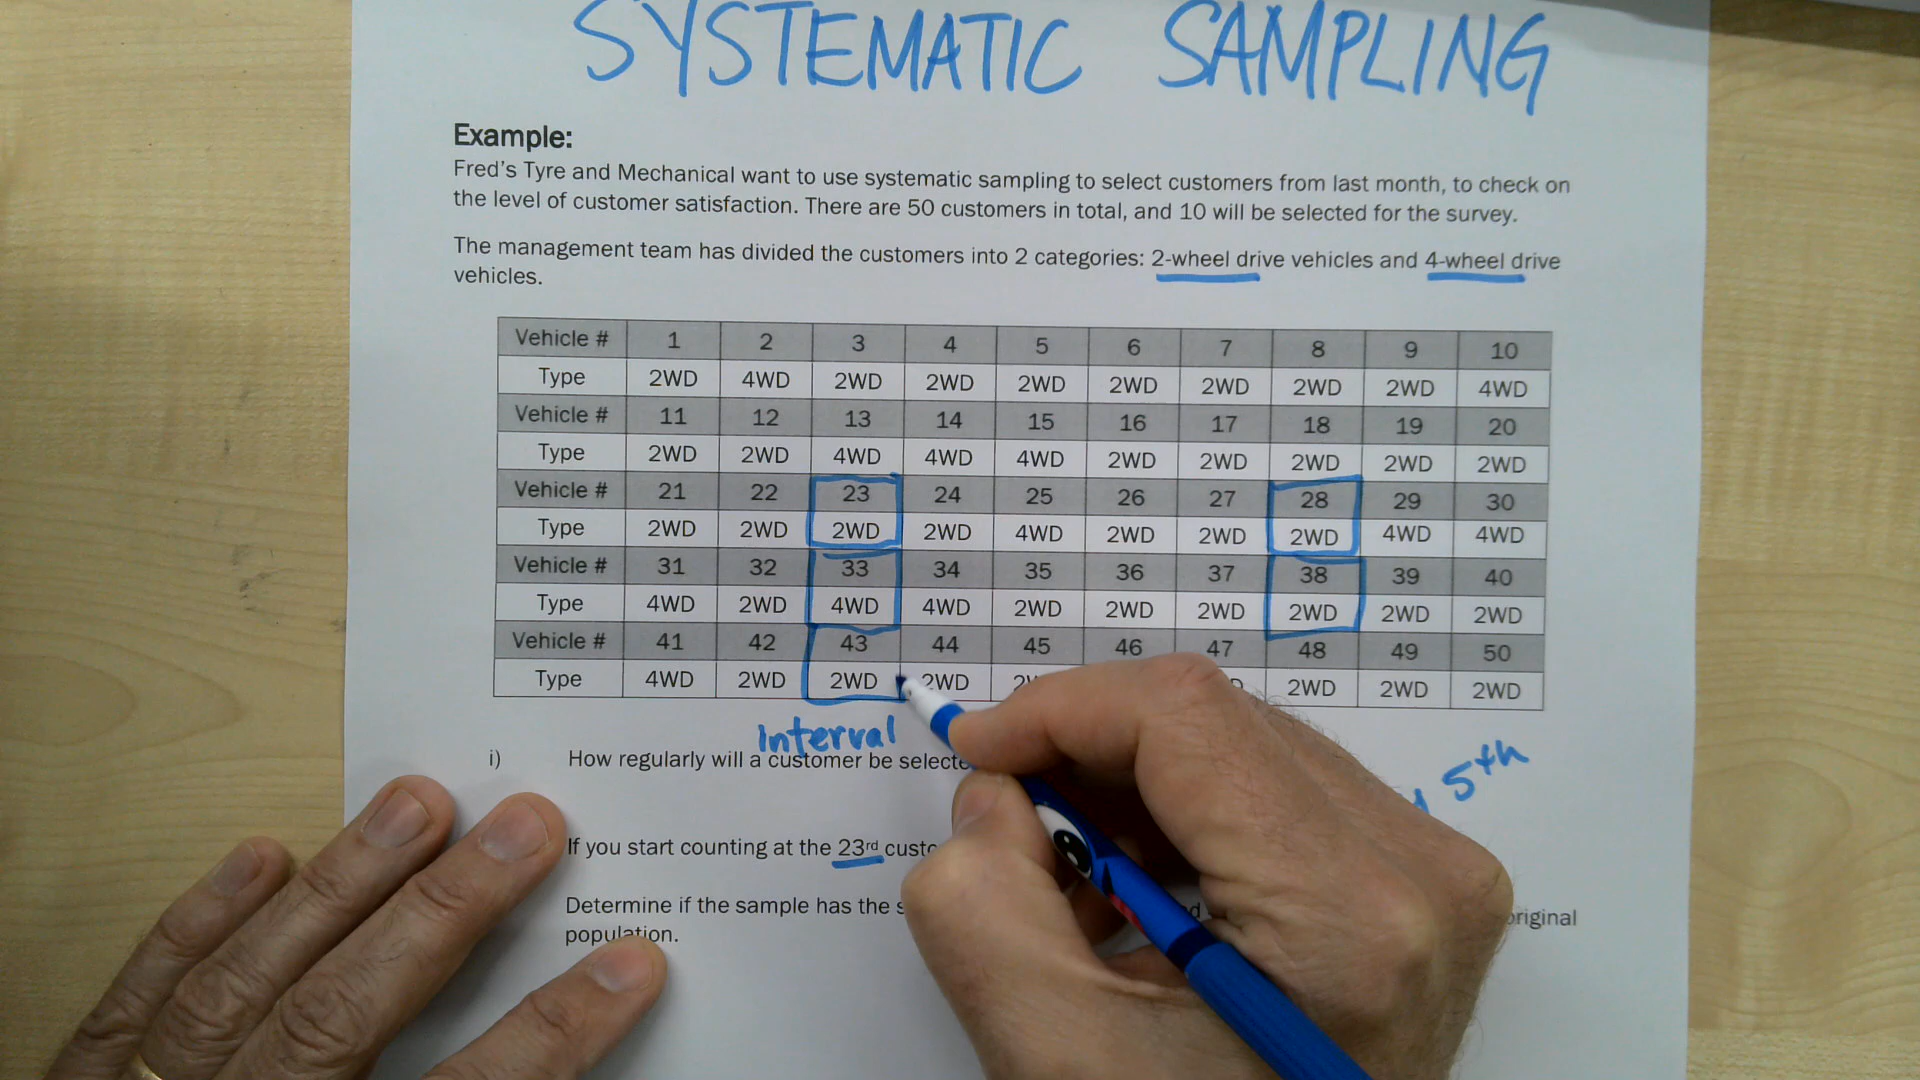 SYSTEMATIC SAMPLING
Example:
Fred's Tyre and Mechanical want to use systematic sampling to select customers from last month, to check on
the level of customer satisfaction. There are 50 customers in total, and 10 will be selected for the survey.
The management team has divided the customers into 2 categories: 2-wheel drive vehicles and 4-wheel drive
vehicles.
Vehicle # 1 2 3 4 5 6 7 8 9 10
Type 2WD 4WD 2WD 2WD 2WD 2WD 2WD 2WD 2WD 4WD
Vehicle # 11 12 13 14 15 16 17 18 19 20
Type 2WD 2WD 4WD 4WD 4WD 2WD 2WD 2WD 2WD 2WD
Vehicle # 21 22 23 24 25 26 27 28 29 30
Type 2WD 2WD 2WD 2WD 4WD 2WD 2WD 2WD 4WD 4WD
Vehicle # 31 32 33 34 35 36 37 38 39 40
Type 4WD 2WD 4WD 4WD 2WD 2WD 2WD 2WD 2WD 2WD
Vehicle # 41 42 43 44 45 46 47 48 49 50
Type 4WD 2WD 2WD 2WD 2WD 2WD 2WD
Interval
i) How regularly will a customer be
5th
If you start counting at the 23rd
Determine if the sample has the
population.